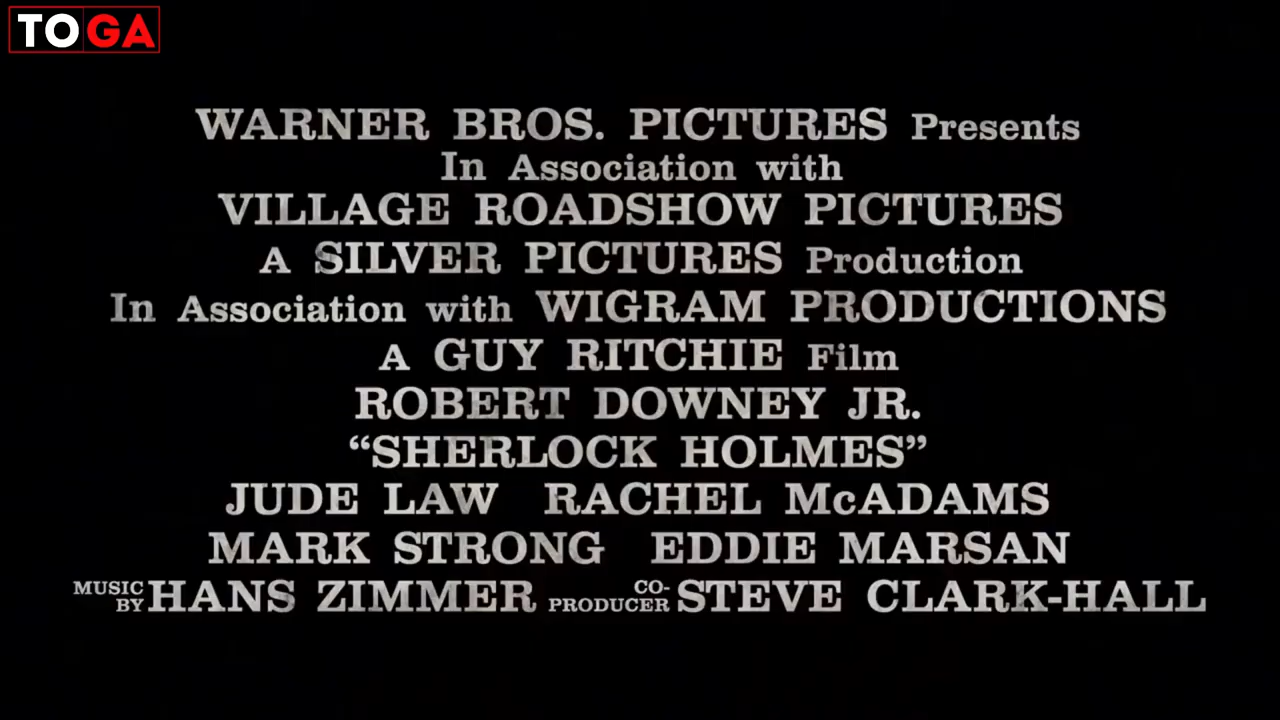 TOGA
WARNER BROS. PICTURES Presents
In Association with
VILLAGE ROADSHOW PICTURES
A SILVER PICTURES Production
In Association with WIGRAM PRODUCTIONS
A GUY RITCHIE Film
ROBERT DOWNEY JR.
“SHERLOCK HOLMES”
JUDE LAW RACHEL McADAMS
MARK STRONG EDDIE MARSAN
MUSIC BY HANS ZIMMER CO-PRODUCER STEVE CLARK-HALL